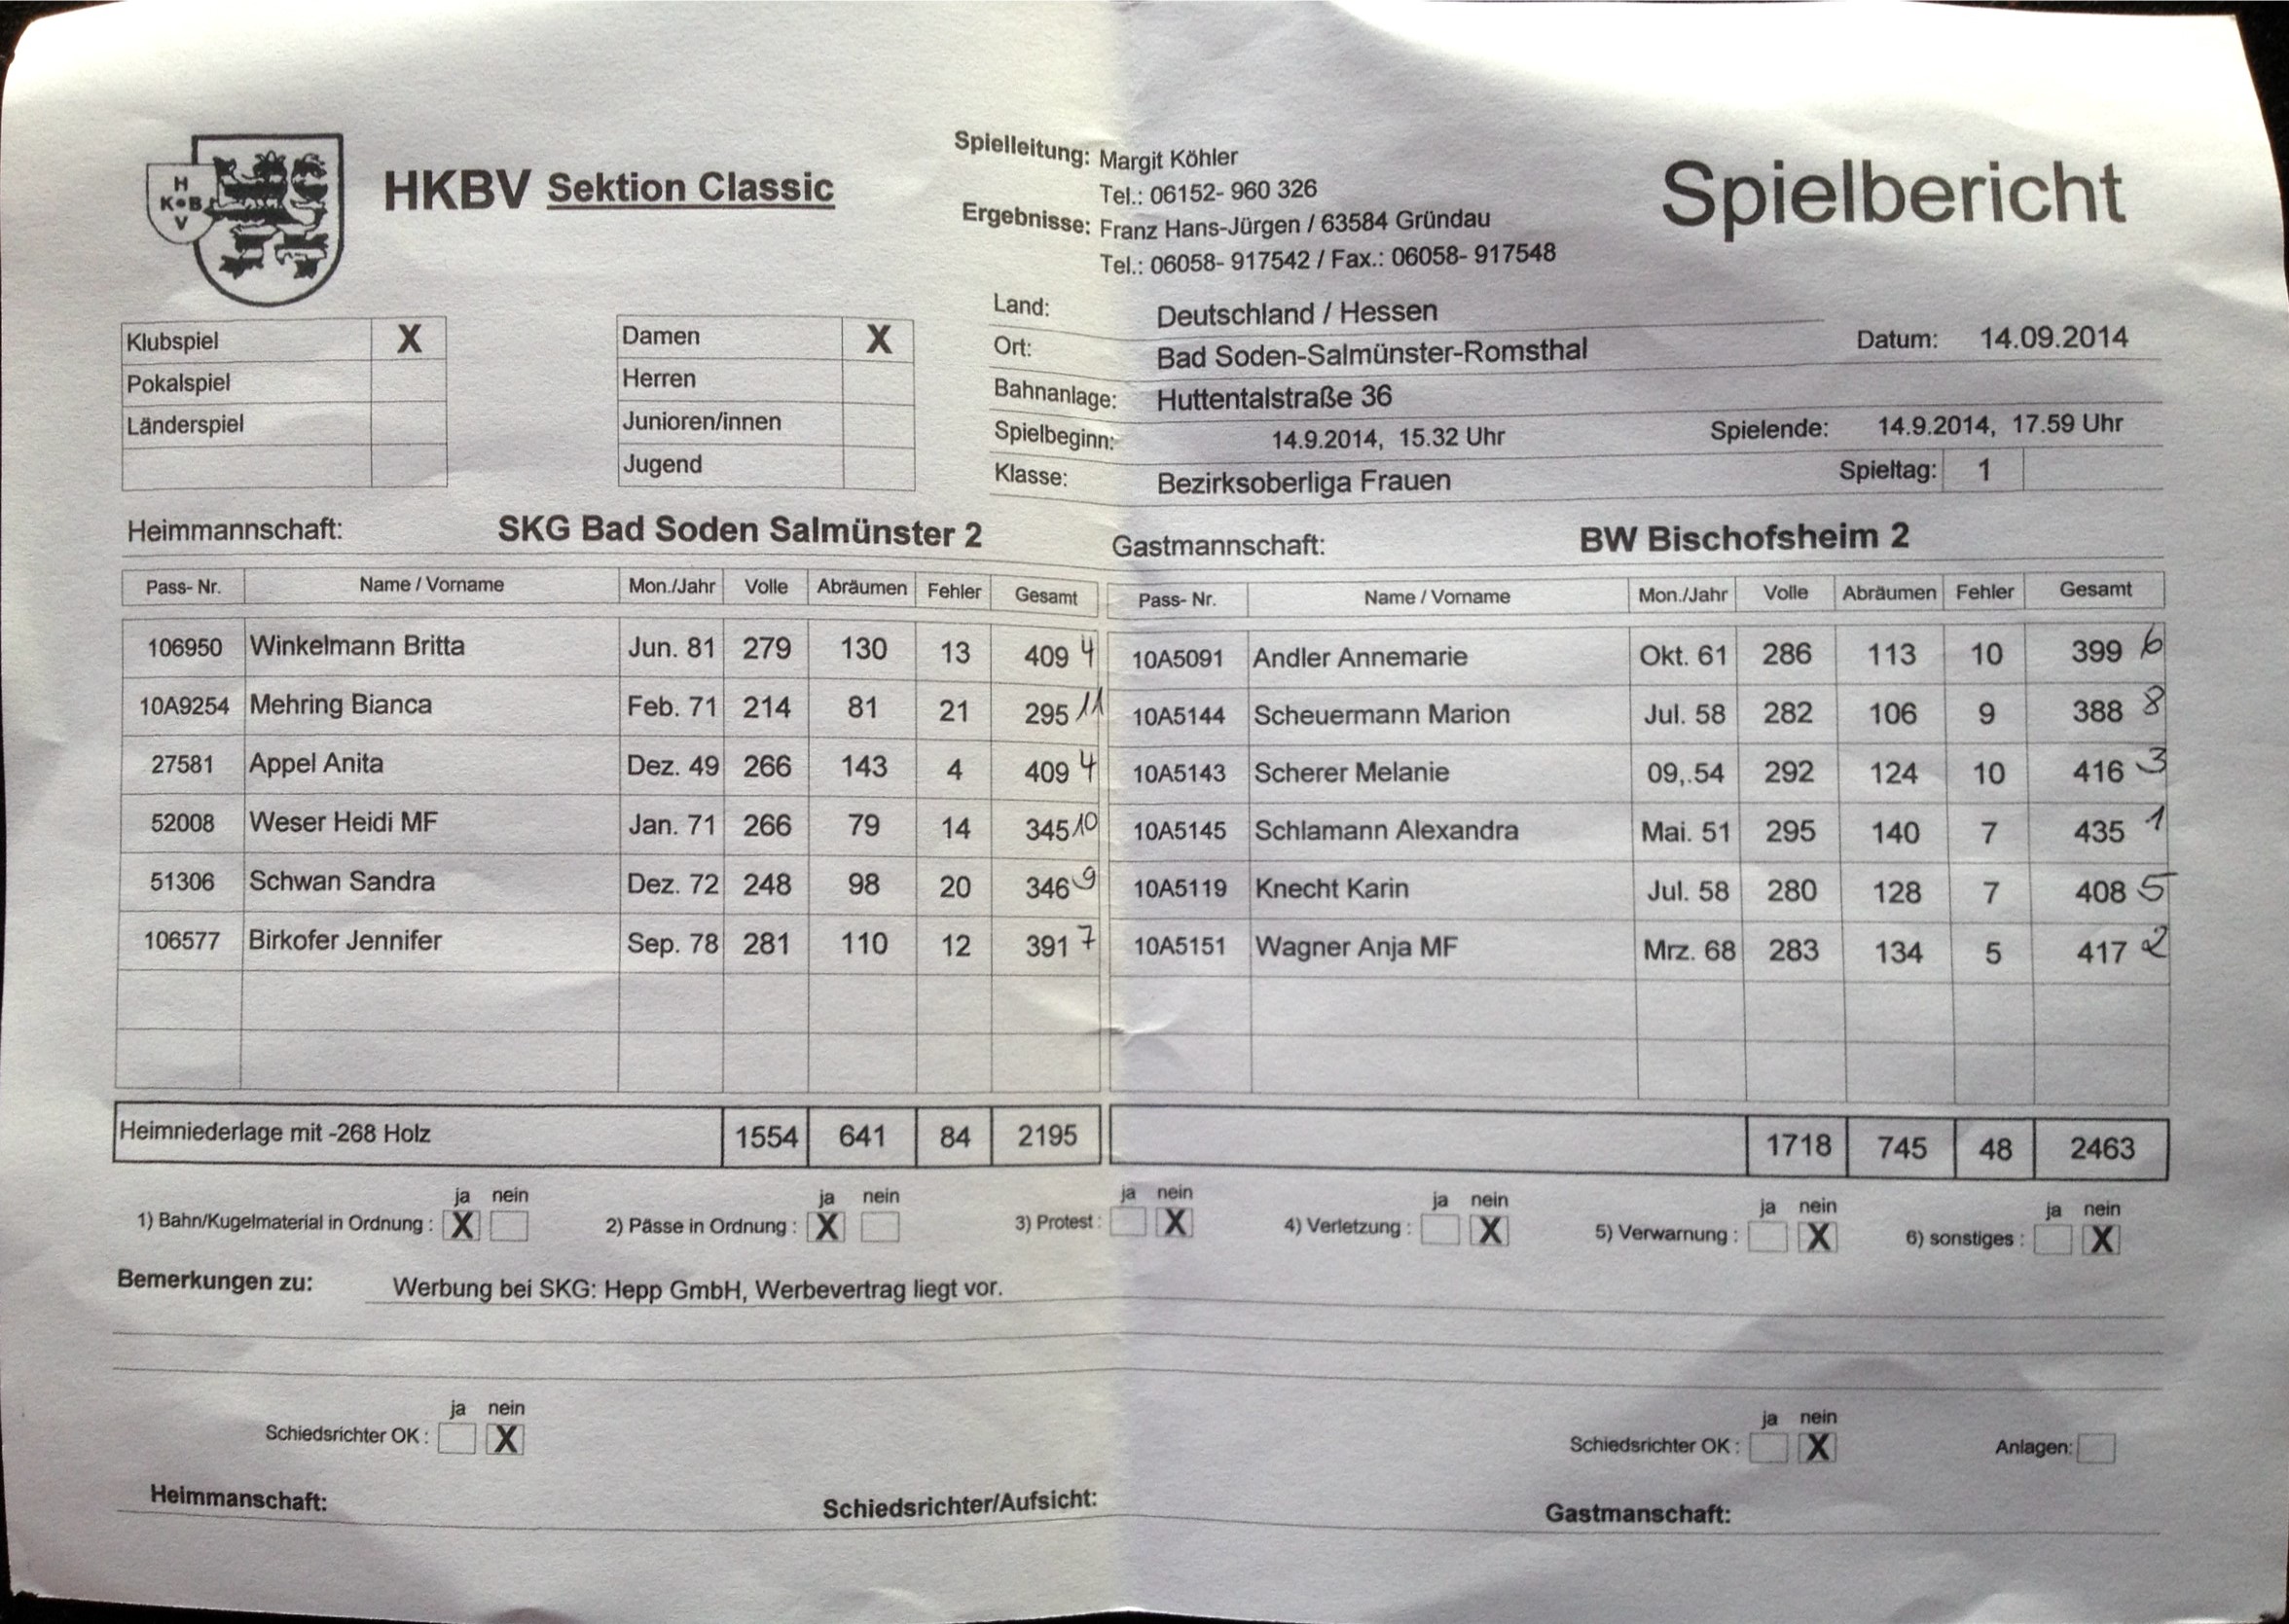 H
K•B
V
HKBV Sektion Classic
Spielleitung: Margit Köhler
Tel.: 06152- 960 326
Ergebnisse: Franz Hans-Jürgen / 63584 Gründau
Tel.: 06058- 917542 / Fax.: 06058- 917548
Spielbericht
Klubspiel X
Pokalspiel
Länderspiel
Damen X
Herren
Junioren/innen
Jugend
Land: Deutschland / Hessen
Ort: Bad Soden-Salmünster-Romsthal Datum: 14.09.2014
Bahnanlage: Huttentalstraße 36
Spielbeginn: 14.9.2014, 15.32 Uhr Spielende: 14.9.2014, 17.59 Uhr
Klasse: Bezirksoberliga Frauen Spieltag: 1
Heimmannschaft: SKG Bad Soden Salmünster 2
Pass- Nr. Name / Vorname Mon./Jahr Volle Abräumen Fehler Gesamt
106950 Winkelmann Britta Jun. 81 279 130 13 409 4
10A9254 Mehring Bianca Feb. 71 214 81 21 295 11
27581 Appel Anita Dez. 49 266 143 4 409 4
52008 Weser Heidi MF Jan. 71 266 79 14 345 10
51306 Schwan Sandra Dez. 72 248 98 20 346 9
106577 Birkofer Jennifer Sep. 78 281 110 12 391 7
Heimniederlage mit -268 Holz 1554 641 84 2195
Gastmannschaft: BW Bischofsheim 2
Pass- Nr. Name / Vorname Mon./Jahr Volle Abräumen Fehler Gesamt
10A5091 Andler Annemarie Okt. 61 286 113 10 399 6
10A5144 Scheuermann Marion Jul. 58 282 106 9 388 8
10A5143 Scherer Melanie 09,.54 292 124 10 416 3
10A5145 Schlamann Alexandra Mai. 51 295 140 7 435 1
10A5119 Knecht Karin Jul. 58 280 128 7 408 5
10A5151 Wagner Anja MF Mrz. 68 283 134 5 417 2
1718 745 48 2463
ja nein ja nein ja nein ja nein ja nein ja nein
1) Bahn/Kugelmaterial in Ordnung : X 2) Pässe in Ordnung : X 3) Protest : X 4) Verletzung : X 5) Verwarnung : X 6) sonstiges : X
Bemerkungen zu: Werbung bei SKG: Hepp GmbH, Werbevertrag liegt vor.
ja nein ja nein
Schiedsrichter OK : X Schiedsrichter OK : X Anlagen:
Heimmanschaft: Schiedsrichter/Aufsicht: Gastmanschaft: